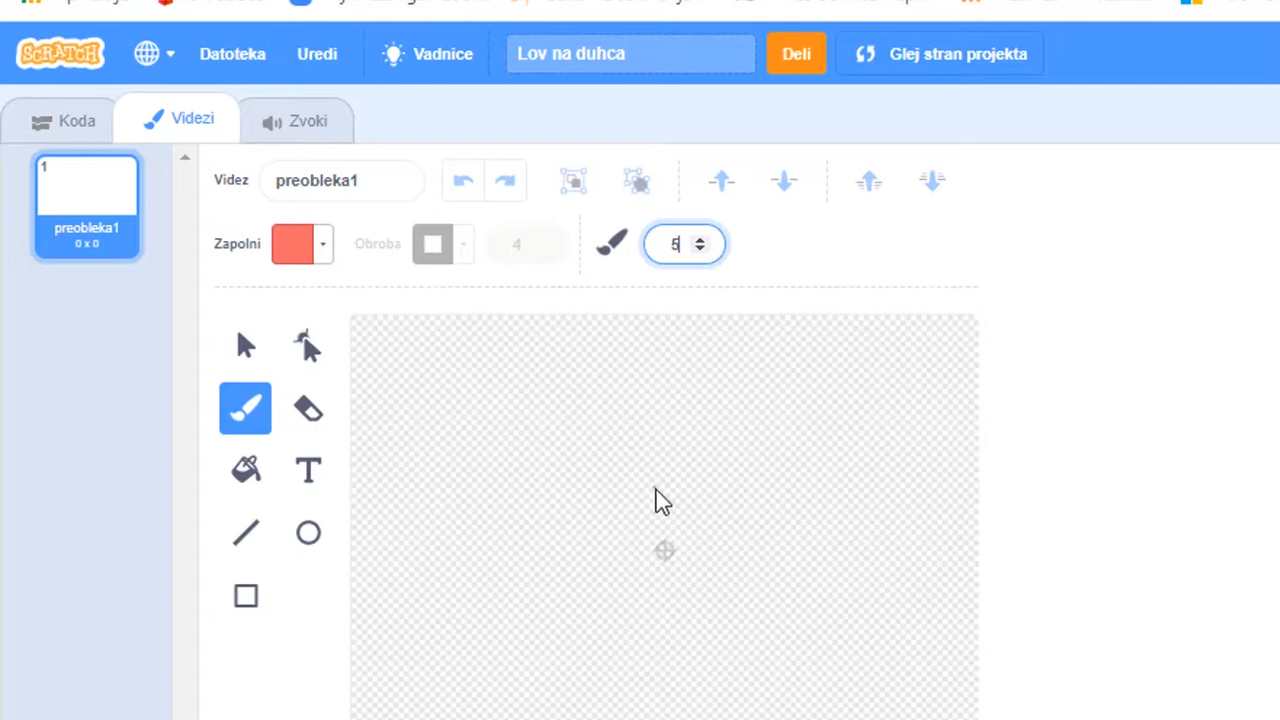 SCRATCH
Datoteka
Uredi
Vadnice
Lov na duhca
Deli
Glej stran projekta
Koda
Videzi
Zvoki
1
preobleka1
0 x 0
Videz
preobleka1
Zapolni
Obroba
4
5
T